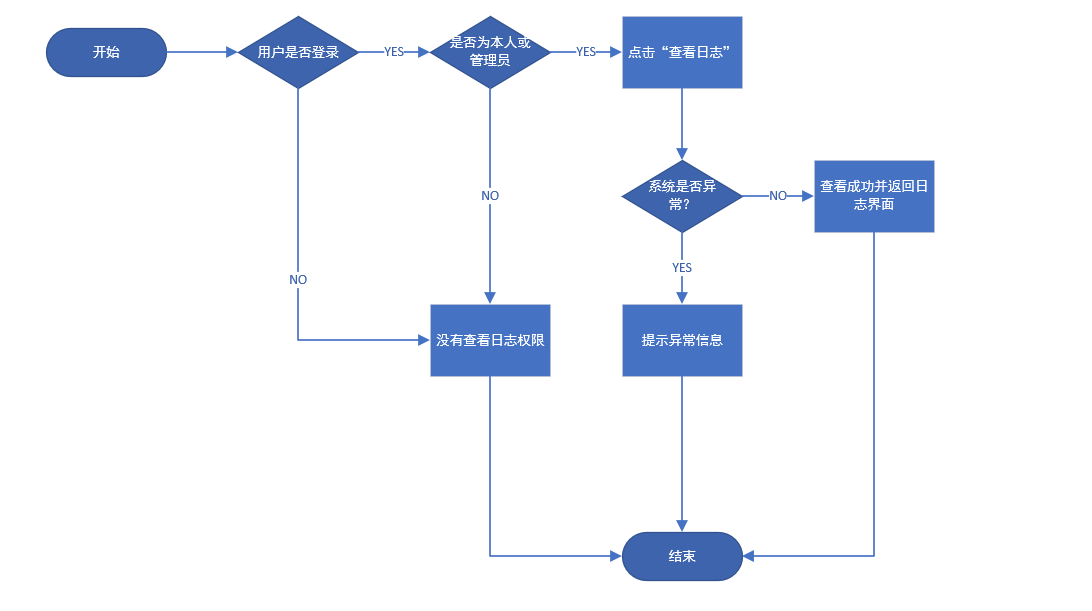 开始
用户是否登录
YES
是否为本人或
管理员
YES
点击“查看日志”
系统是否异
常?
NO
查看成功并返回日
志界面
NO
YES
NO
没有查看日志权限
提示异常信息
结束